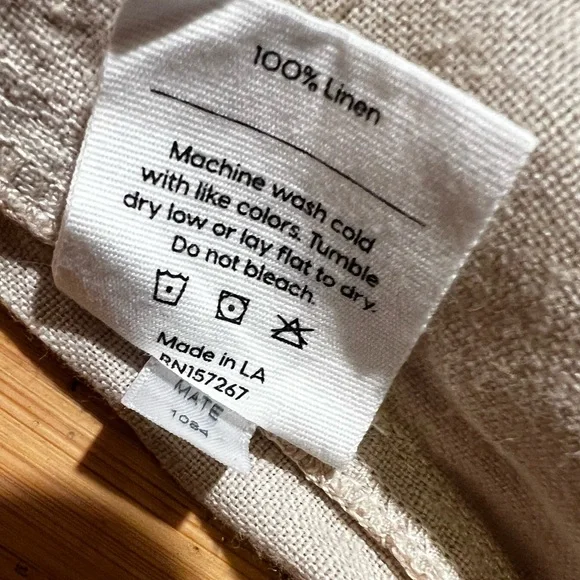 100% Linen
Machine wash cold
with like colors. Tumble
dry low or lay flat to dry.
Do not bleach.
Made in LA
RN157267
MATE
1084